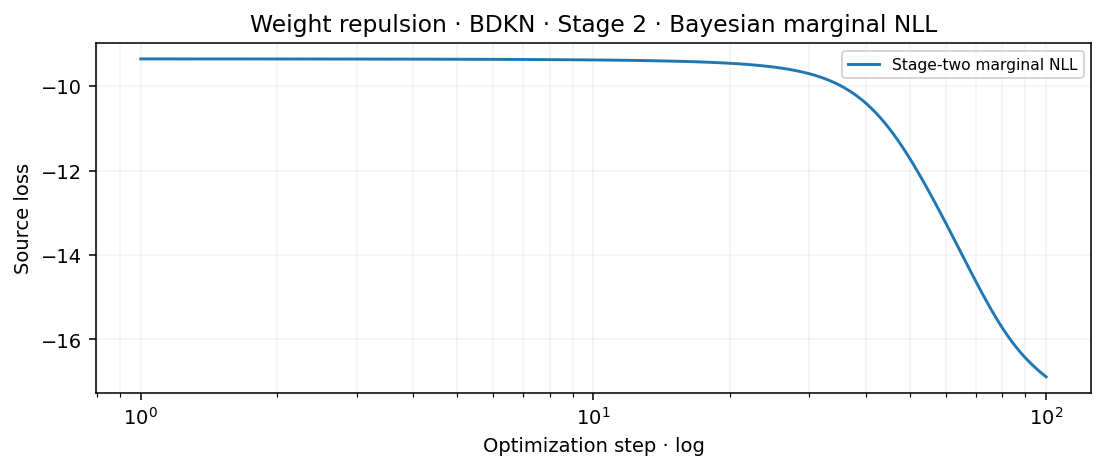 Weight repulsion · BDKN · Stage 2 · Bayesian marginal NLL
Stage-two marginal NLL
Source loss
−10
−12
−14
−16
10⁰
10¹
10²
Optimization step · log